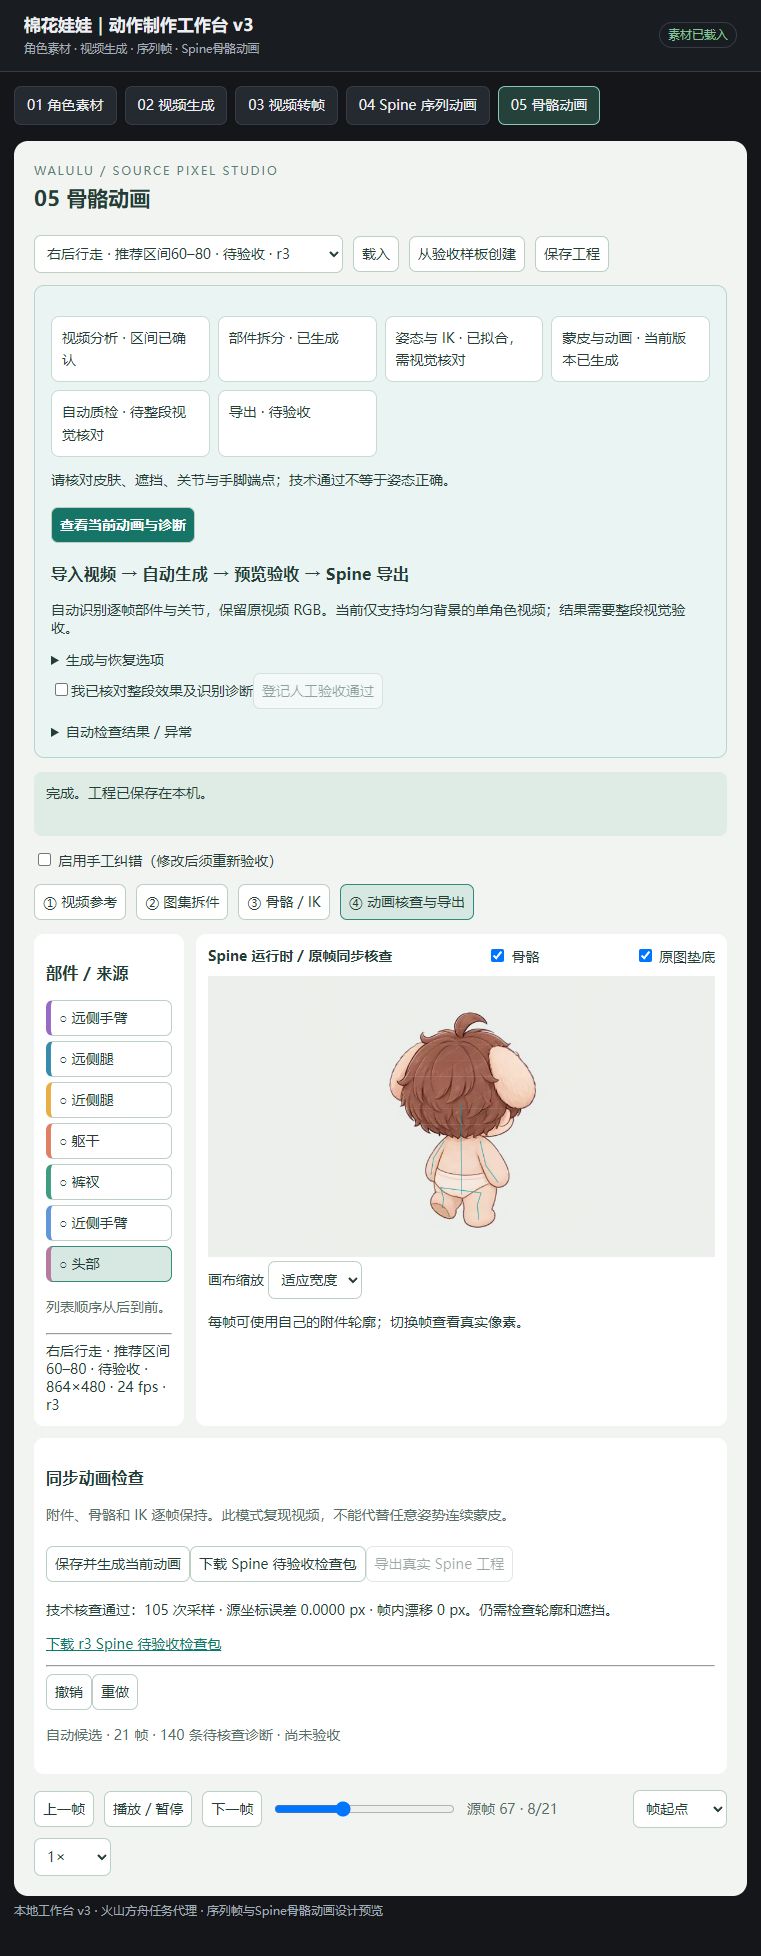 棉花娃娃｜动作制作工作台 v3
角色素材 · 视频生成 · 序列帧 · Spine骨骼动画
素材已载入
01 角色素材
02 视频生成
03 视频转帧
04 Spine 序列动画
05 骨骼动画
WALULU / SOURCE PIXEL STUDIO
05 骨骼动画
右后行走 · 推荐区间60–80 · 待验收 · r3
载入
从验收样板创建
保存工程
视频分析 · 区间已确
认
部件拆分 · 已生成
姿态与 IK · 已拟合，
需视觉核对
蒙皮与动画 · 当前版
本已生成
自动质检 · 待整段视
觉核对
导出 · 待验收
请核对皮肤、遮挡、关节与手脚端点；技术通过不等于姿态正确。
查看当前动画与诊断
导入视频 → 自动生成 → 预览验收 → Spine 导出
自动识别逐帧部件与关节，保留原视频 RGB。当前仅支持均匀背景的单角色视频；结果需要整段视觉验
收。
▶ 生成与恢复选项
我已核对整段效果及识别诊断
登记人工验收通过
▶ 自动检查结果 / 异常
完成。工程已保存在本机。
启用手工纠错（修改后须重新验收）
① 视频参考
② 图集拆件
③ 骨骼 / IK
④ 动画核查与导出
部件 / 来源
○ 远侧手臂
○ 远侧腿
○ 近侧腿
○ 躯干
○ 裤衩
○ 近侧手臂
○ 头部
列表顺序从后到前。
右后行走 · 推荐区间
60–80 · 待验收 ·
864×480 · 24 fps ·
r3
Spine 运行时 / 原帧同步核查
骨骼
原图垫底
画布缩放
适应宽度
每帧可使用自己的附件轮廓；切换帧查看真实像素。
同步动画检查
附件、骨骼和 IK 逐帧保持。此模式复现视频，不能代替任意姿势连续蒙皮。
保存并生成当前动画
下载 Spine 待验收检查包
导出真实 Spine 工程
技术核查通过：105 次采样 · 源坐标误差 0.0000 px · 帧内漂移 0 px。仍需检查轮廓和遮挡。
下载 r3 Spine 待验收检查包
撤销
重做
自动候选 · 21 帧 · 140 条待核查诊断 · 尚未验收
上一帧
播放 / 暂停
下一帧
源帧 67 · 8/21
帧起点
1×
本地工作台 v3 · 火山方舟任务代理 · 序列帧与Spine骨骼动画设计预览